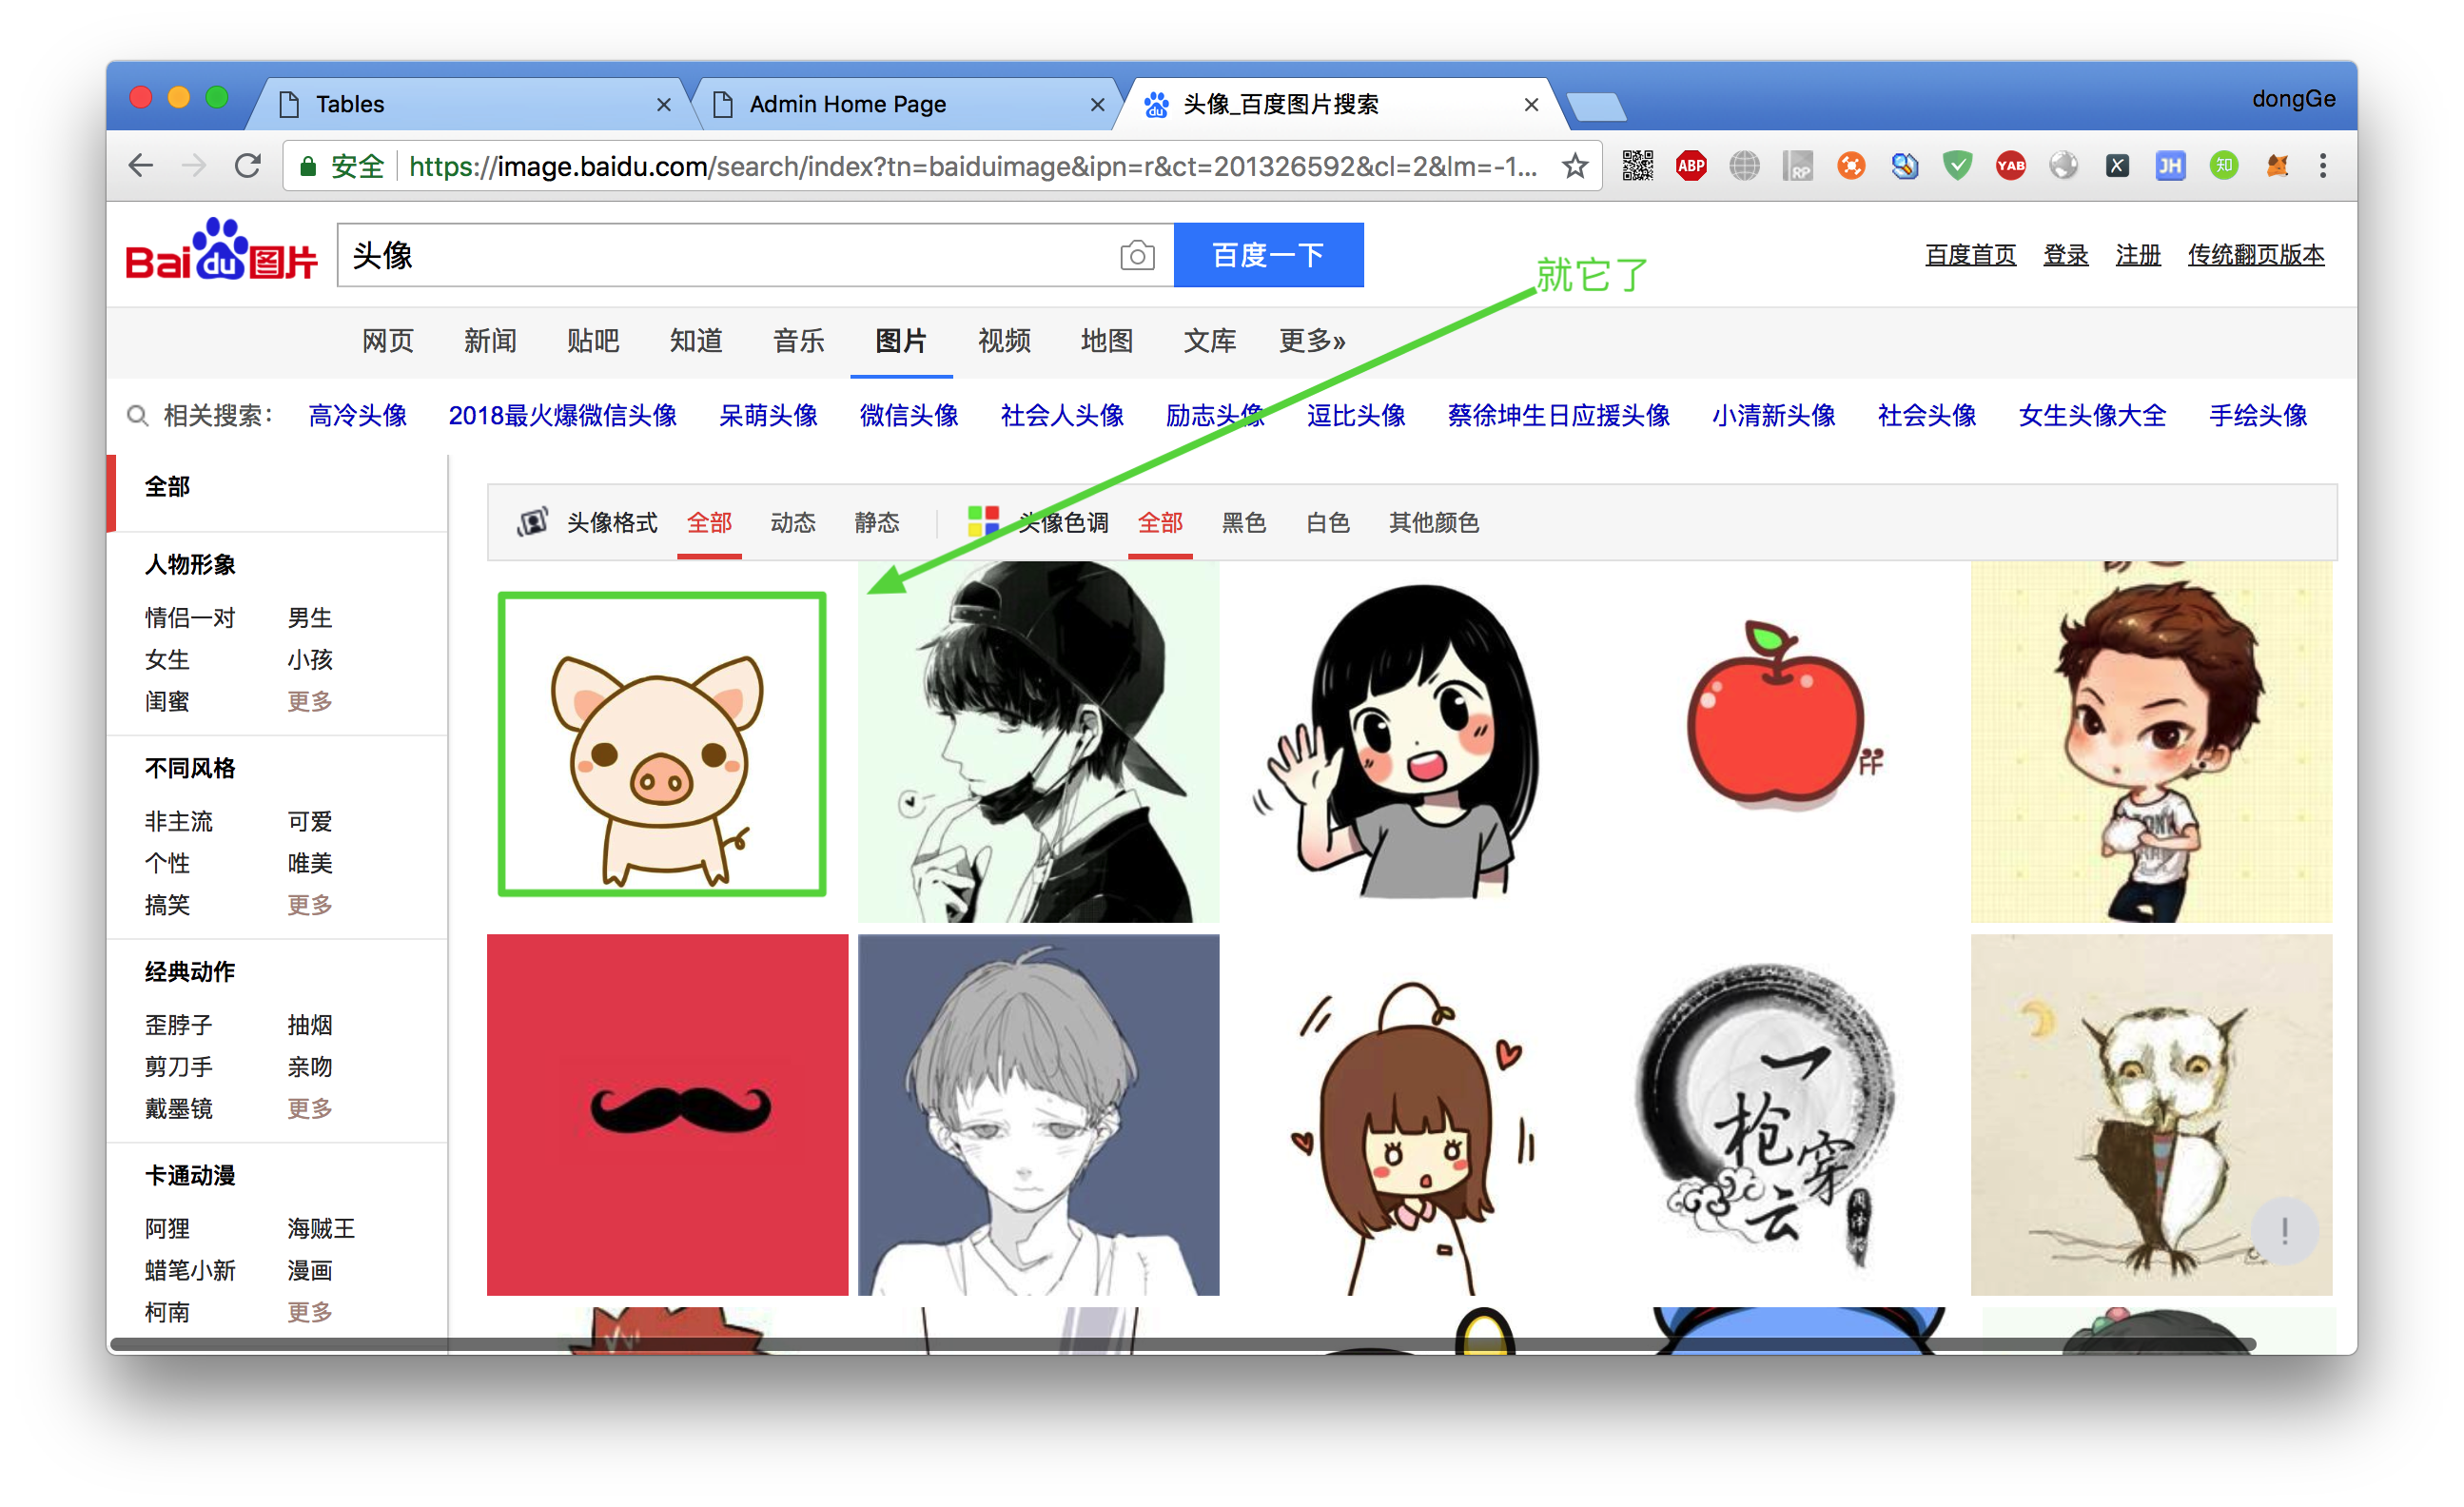 Tables
Admin Home Page
头像_百度图片搜索
dongGe
安全
https://image.baidu.com/search/index?tn=baiduimage&ipn=r&ct=201326592&cl=2&lm=-1...
ABP
RP
YAB
X
JH
知
Bai du 图片
头像
百度一下
就它了
百度首页 登录 注册 传统翻页版本
网页 新闻 贴吧 知道 音乐 图片 视频 地图 文库 更多»
相关搜索: 高冷头像 2018最火爆微信头像 呆萌头像 微信头像 社会人头像 励志头像 逗比头像 蔡徐坤生日应援头像 小清新头像 社会头像 女生头像大全 手绘头像
全部
头像格式 全部 动态 静态 头像色调 全部 黑色 白色 其他颜色
人物形象
情侣一对 男生
女生 小孩
闺蜜 更多
不同风格
非主流 可爱
个性 唯美
搞笑 更多
经典动作
歪脖子 抽烟
剪刀手 亲吻
戴墨镜 更多
卡通动漫
阿狸 海贼王
蜡笔小新 漫画
柯南 更多
一
枪
穿
云
!